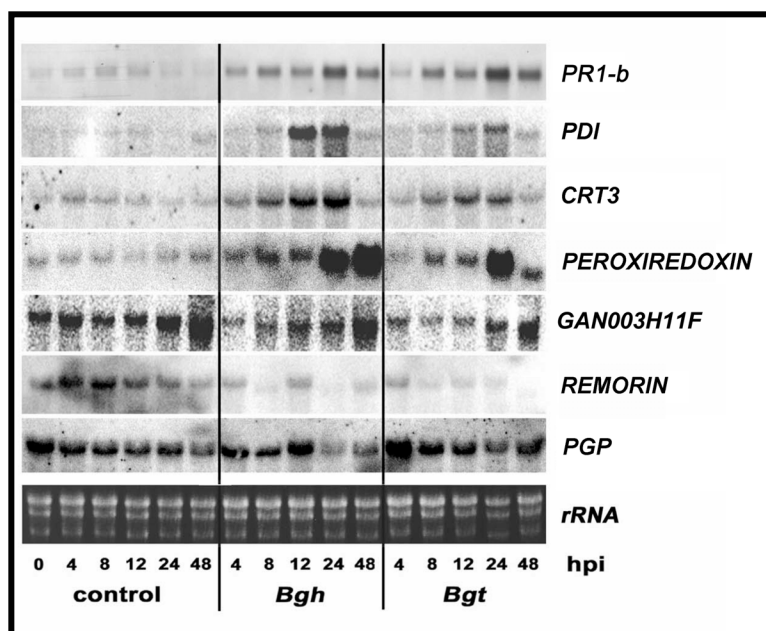 PR1-b
PDI
CRT3
PEROXIREDOXIN
GAN003H11F
REMORIN
PGP
rRNA
0 4 8 12 24 48 4 8 12 24 48 4 8 12 24 48 hpi
control Bgh Bgt